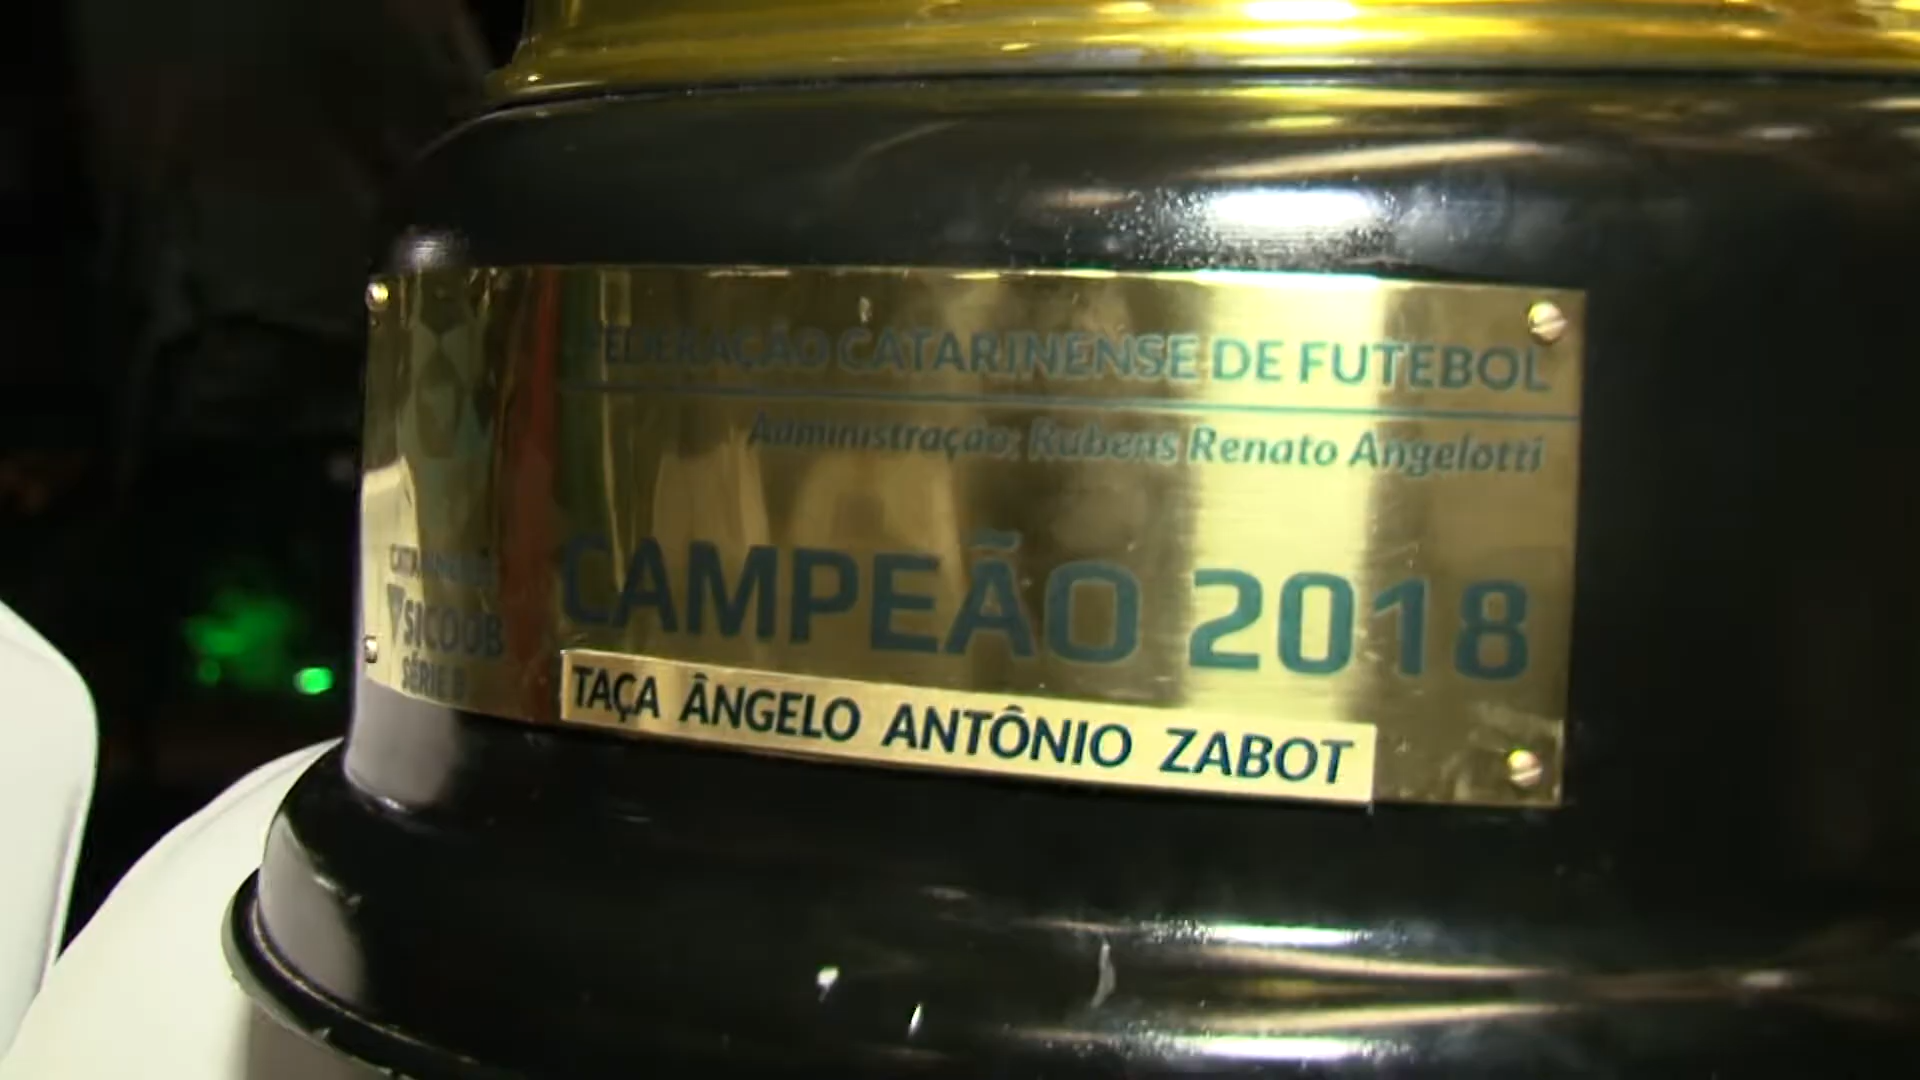 FEDERAÇÃO CATARINENSE DE FUTEBOL
Administração: Rubens Renato Angelotti
CAMPEÃO 2018
TAÇA ÂNGELO ANTÔNIO ZABOT
SICOOB
SÉRIE B